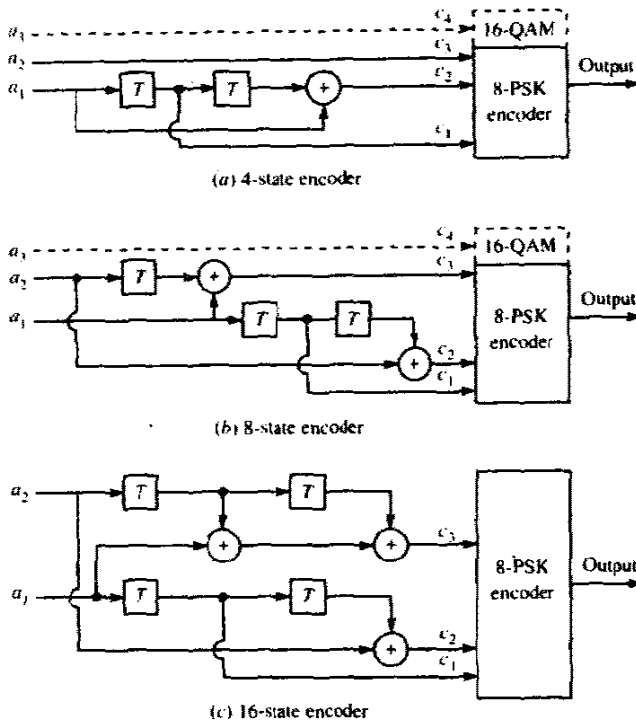 a₃ c₄ 16-QAM
a₂ c₃ Output
a₁ T T + c₂ 8-PSK
encoder
c₁
(a) 4-state encoder
a₃ c₄ 16-QAM
a₂ T + c₃ Output
a₁ T T 8-PSK
encoder
+ c₂
c₁
(b) 8-state encoder
a₂ T T
+ + c₃ 8-PSK Output
encoder
a₁ T T
+ c₂
c₁
(c) 16-state encoder